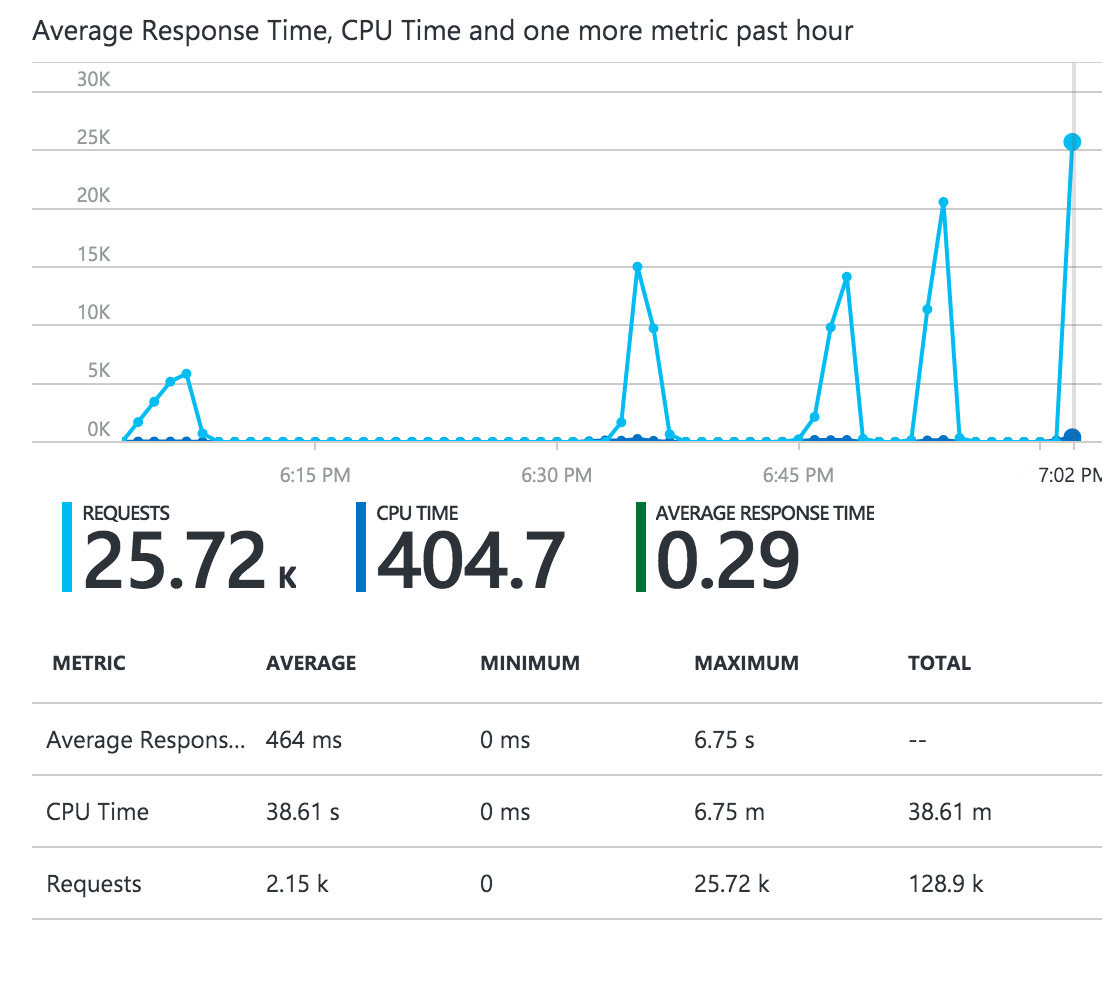 Average Response Time, CPU Time and one more metric past hour
30K
25K
20K
15K
10K
5K
0K
6:15 PM 6:30 PM 6:45 PM 7:02 PM
REQUESTS CPU TIME AVERAGE RESPONSE TIME
25.72 K 404.7 0.29
METRIC AVERAGE MINIMUM MAXIMUM TOTAL
Average Respons... 464 ms 0 ms 6.75 s --
CPU Time 38.61 s 0 ms 6.75 m 38.61 m
Requests 2.15 k 0 25.72 k 128.9 k